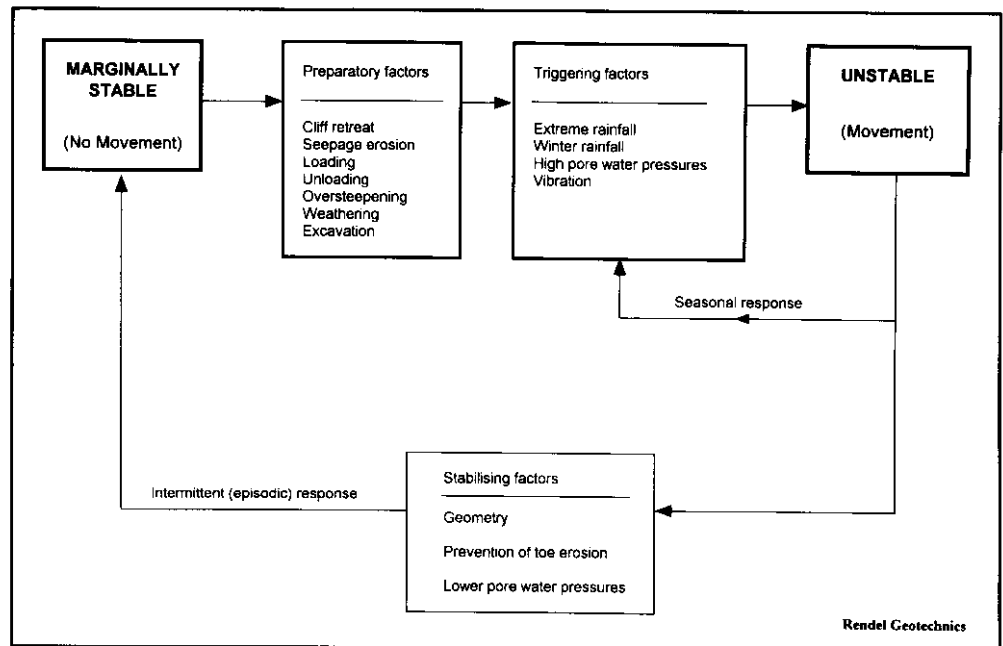 MARGINALLY
STABLE
(No Movement)
Preparatory factors
Cliff retreat
Seepage erosion
Loading
Unloading
Oversteepening
Weathering
Excavation
Triggering factors
Extreme rainfall
Winter rainfall
High pore water pressures
Vibration
UNSTABLE
(Movement)
Seasonal response
Intermittent (episodic) response
Stabilising factors
Geometry
Prevention of toe erosion
Lower pore water pressures
Rendel Geotechnics